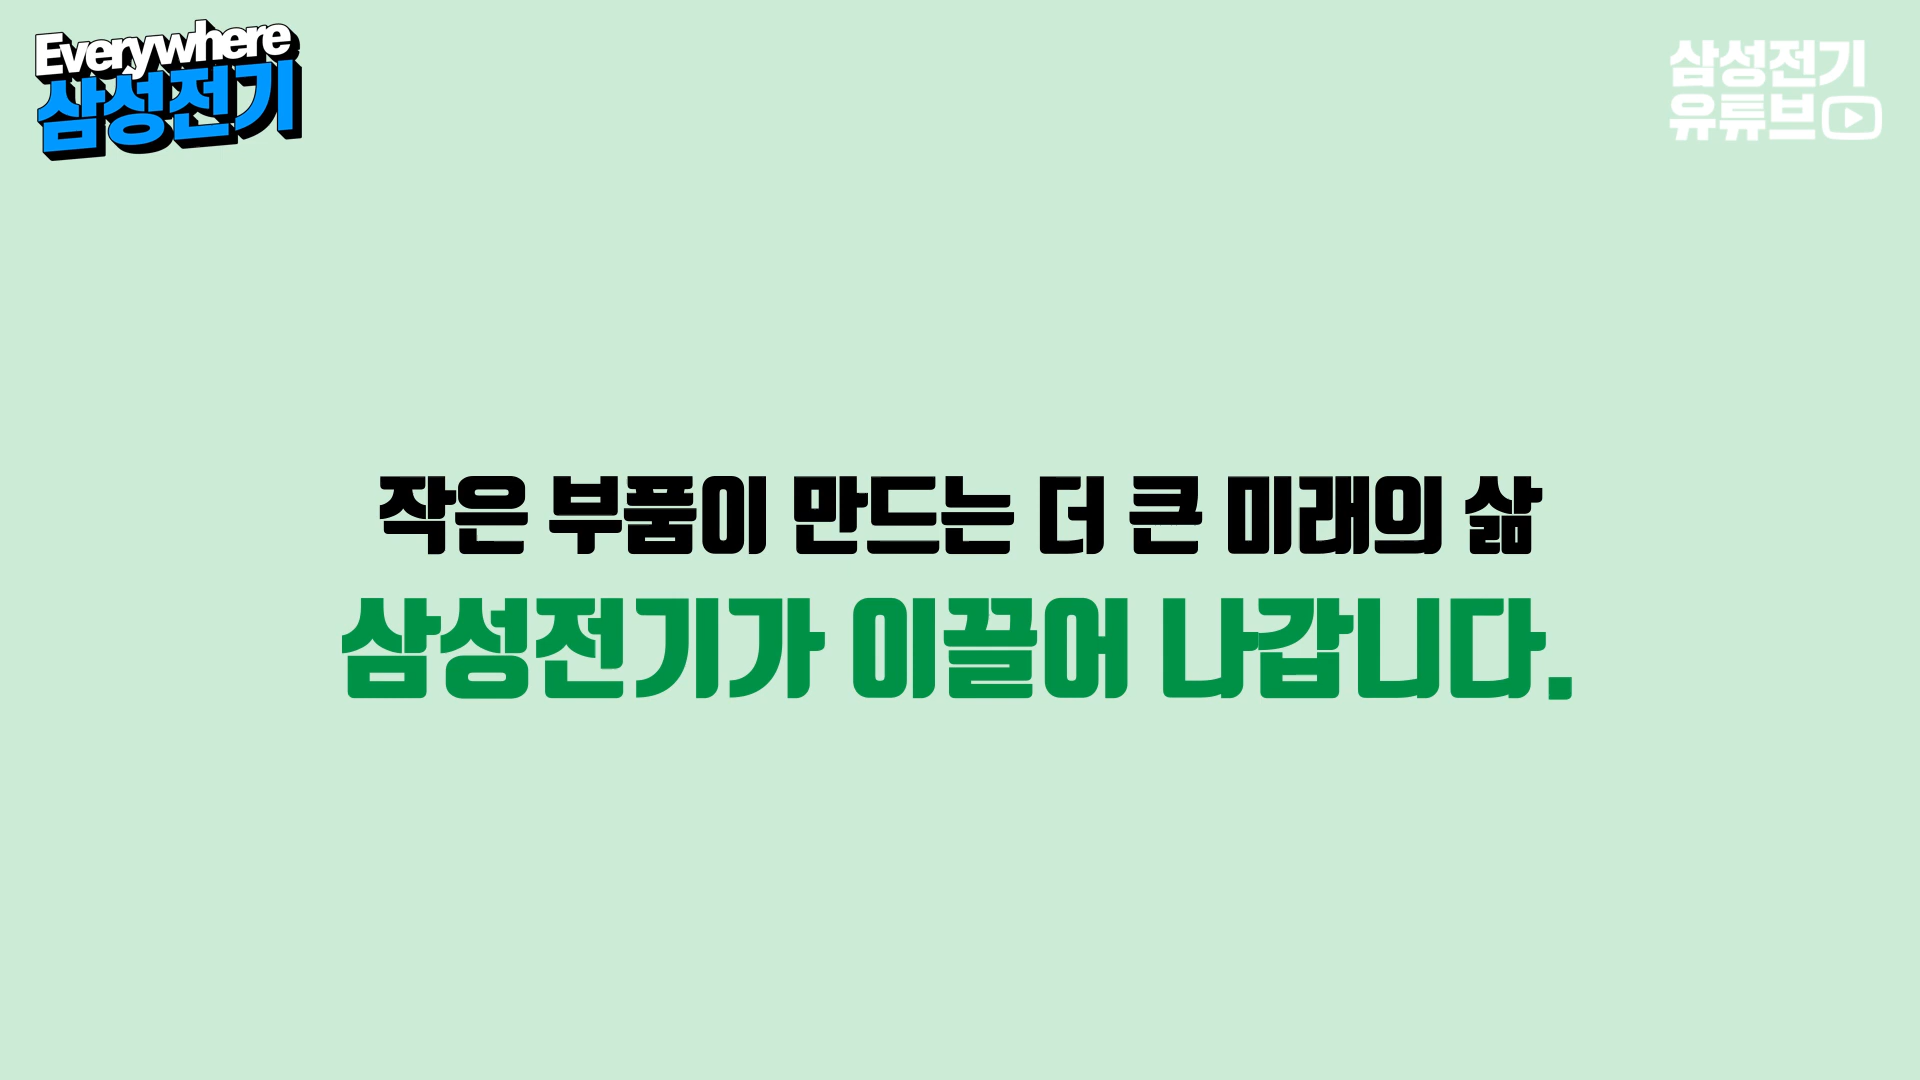 Everywhere
삼성전기
삼성전기
유튜브
작은 부품이 만드는 더 큰 미래의 삶
삼성전기가 이끌어 나갑니다.